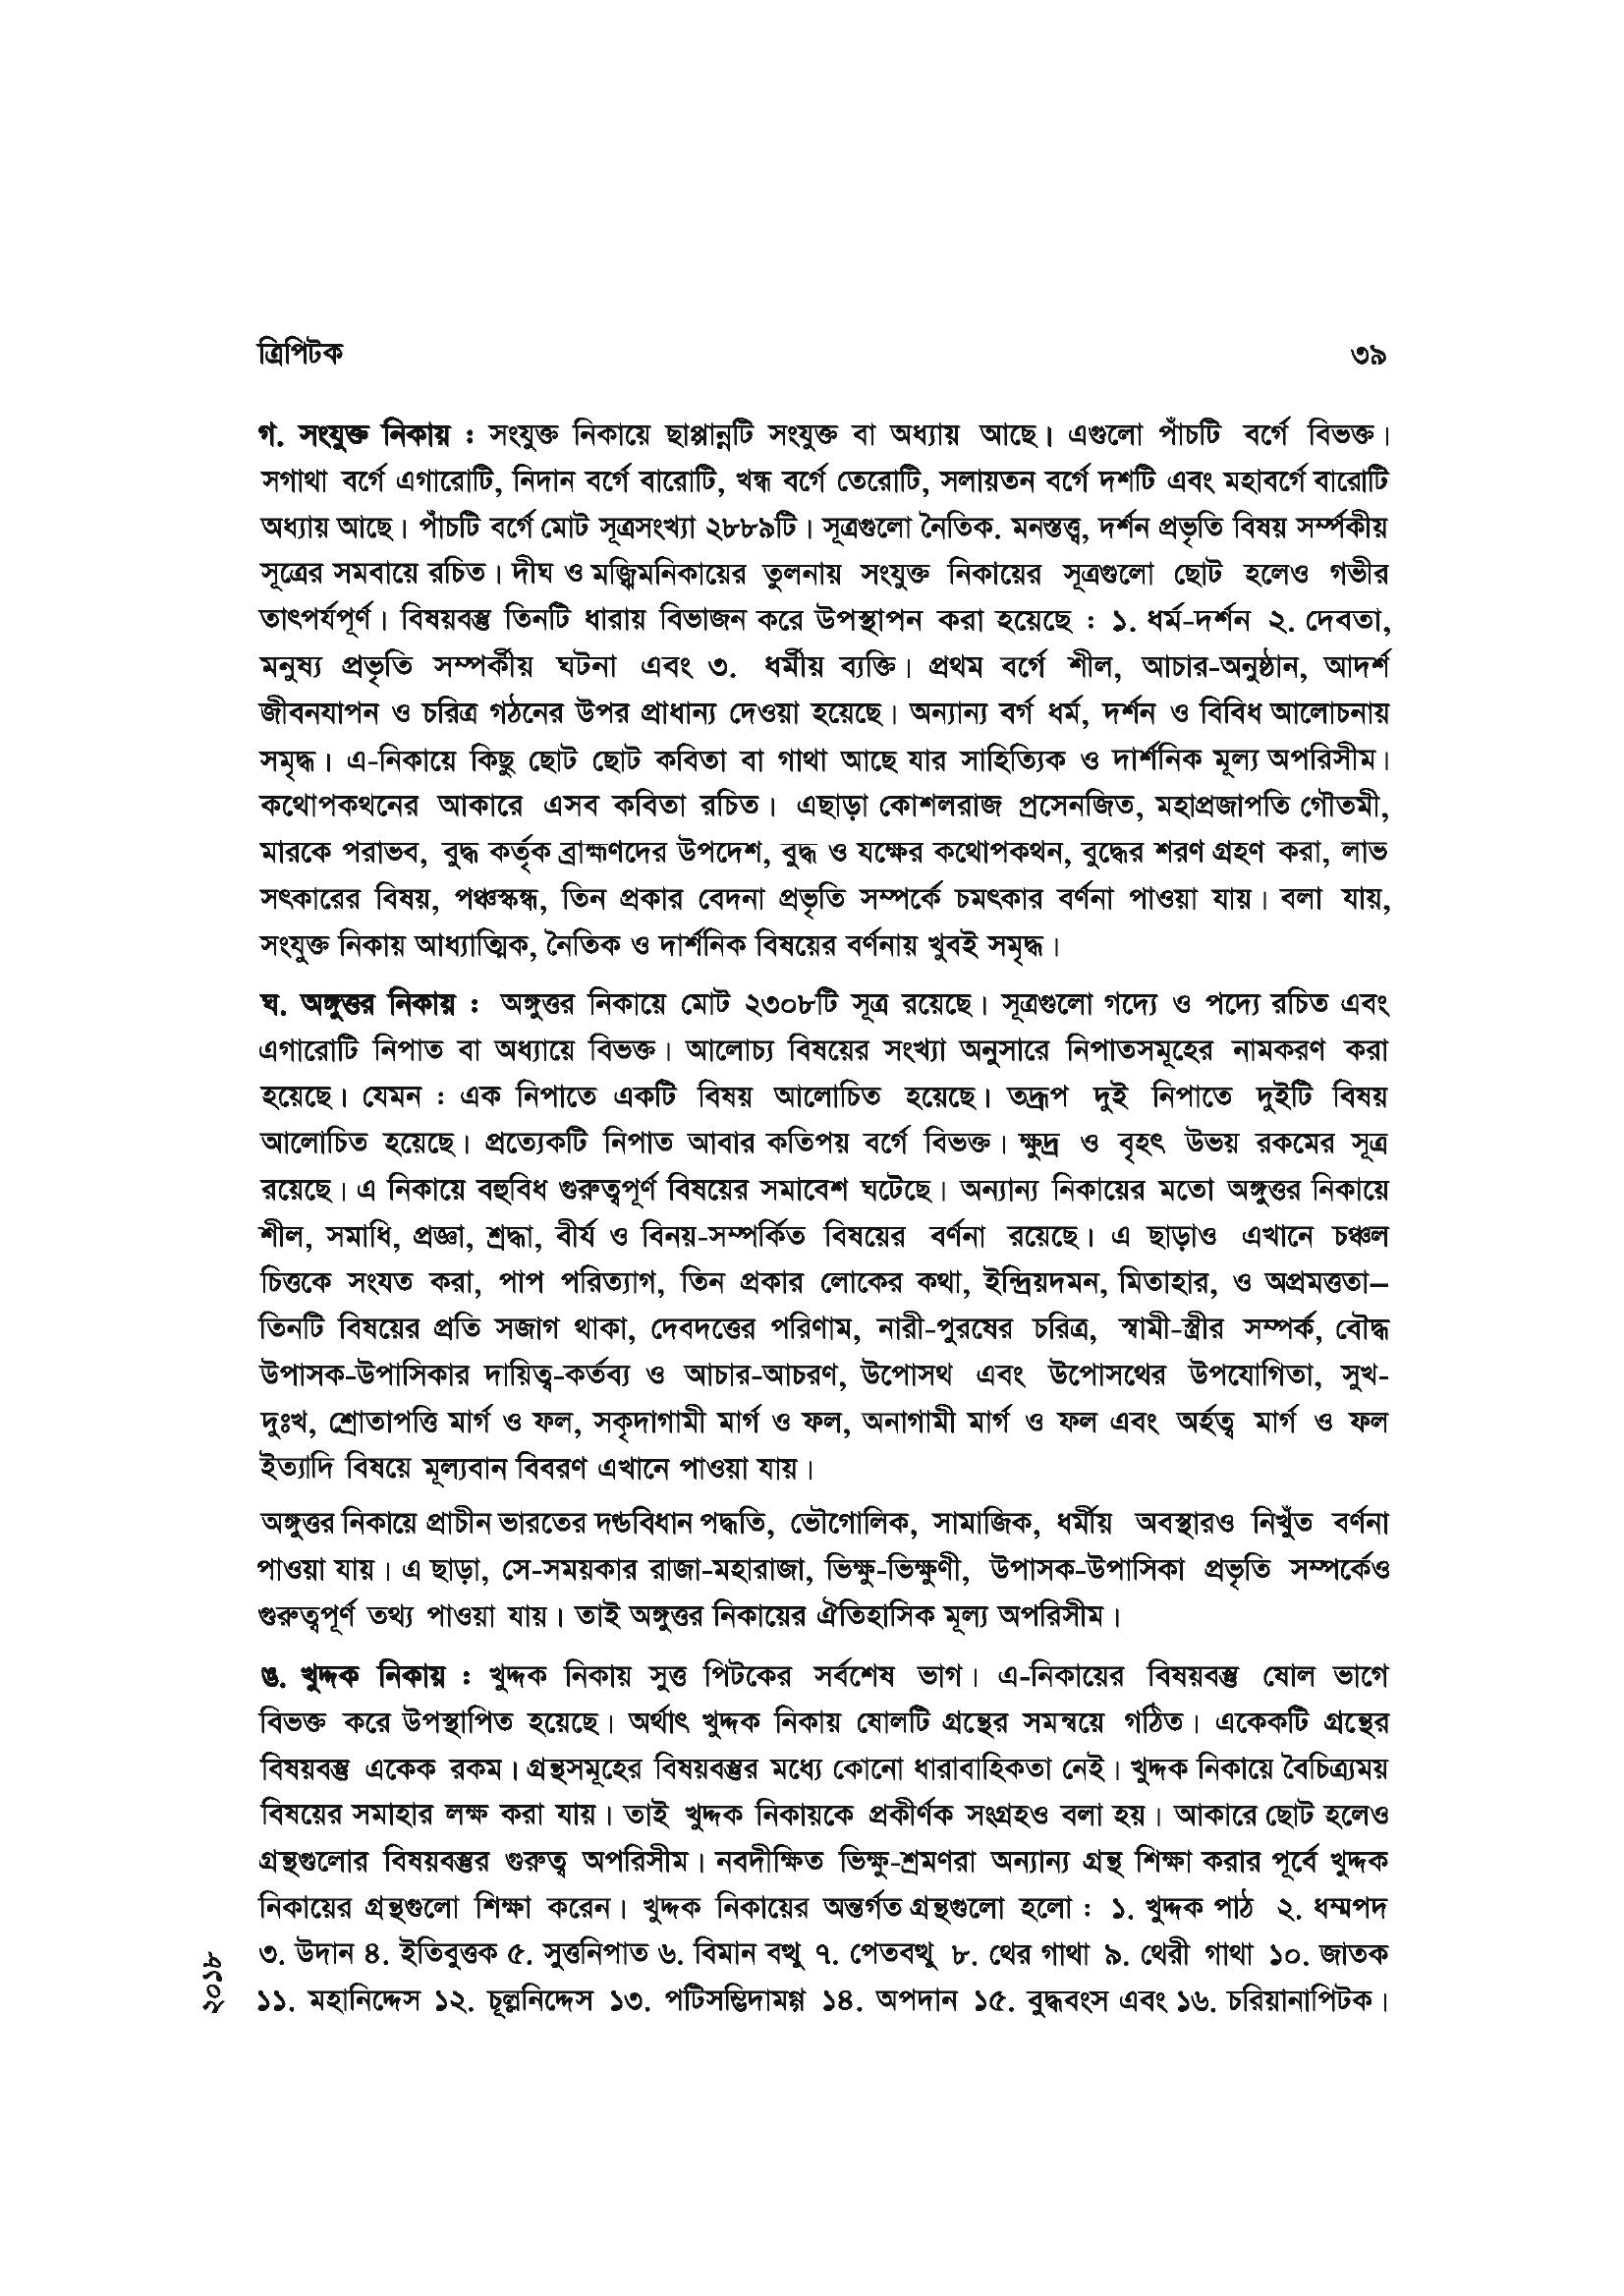 ত্রিপিটক ৩৯
গ. সংযুক্ত নিকায় : সংযুক্ত নিকায়ে ছাপ্পান্নটি সংযুক্ত বা অধ্যায় আছে। এগুলো পাঁচটি বর্গে বিভক্ত।
সগাথা বর্গে এগারোটি, নিদান বর্গে বারোটি, খন্ধ বর্গে তেরোটি, সলায়তন বর্গে দশটি এবং মহাবর্গে বারোটি
অধ্যায় আছে। পাঁচটি বর্গে মোট সূত্রসংখ্যা ২৮৮৯টি। সূত্রগুলো নৈতিক. মনস্তত্ত্ব, দর্শন প্রভৃতি বিষয় সর্ম্পকীয়
সূত্রের সমবায়ে রচিত। দীঘ ও মজ্ঝিমনিকায়ের তুলনায় সংযুক্ত নিকায়ের সূত্রগুলো ছোট হলেও গভীর
তাৎপর্যপূর্ণ। বিষয়বস্তু তিনটি ধারায় বিভাজন করে উপস্থাপন করা হয়েছে : ১. ধর্ম-দর্শন ২. দেবতা,
মনুষ্য প্রভৃতি সম্পর্কীয় ঘটনা এবং ৩. ধর্মীয় ব্যক্তি। প্রথম বর্গে শীল, আচার-অনুষ্ঠান, আদর্শ
জীবনযাপন ও চরিত্র গঠনের উপর প্রাধান্য দেওয়া হয়েছে। অন্যান্য বর্গ ধর্ম, দর্শন ও বিবিধ আলোচনায়
সমৃদ্ধ। এ-নিকায়ে কিছু ছোট ছোট কবিতা বা গাথা আছে যার সাহিত্যিক ও দার্শনিক মূল্য অপরিসীম।
কথোপকথনের আকারে এসব কবিতা রচিত। এছাড়া কোশলরাজ প্রসেনজিত, মহাপ্রজাপতি গৌতমী,
মারকে পরাভব, বুদ্ধ কর্তৃক ব্রাহ্মণদের উপদেশ, বুদ্ধ ও যক্ষের কথোপকথন, বুদ্ধের শরণ গ্রহণ করা, লাভ
সৎকারের বিষয়, পঞ্চস্কন্ধ, তিন প্রকার বেদনা প্রভৃতি সম্পর্কে চমৎকার বর্ণনা পাওয়া যায়। বলা যায়,
সংযুক্ত নিকায় আধ্যাত্মিক, নৈতিক ও দার্শনিক বিষয়ের বর্ণনায় খুবই সমৃদ্ধ।
ঘ. অঙ্গুত্তর নিকায় : অঙ্গুত্তর নিকায়ে মোট ২৩০৮টি সূত্র রয়েছে। সূত্রগুলো গদ্যে ও পদ্যে রচিত এবং
এগারোটি নিপাত বা অধ্যায়ে বিভক্ত। আলোচ্য বিষয়ের সংখ্যা অনুসারে নিপাতসমূহের নামকরণ করা
হয়েছে। যেমন : এক নিপাতে একটি বিষয় আলোচিত হয়েছে। তদ্রূপ দুই নিপাতে দুইটি বিষয়
আলোচিত হয়েছে। প্রত্যেকটি নিপাত আবার কতিপয় বর্গে বিভক্ত। ক্ষুদ্র ও বৃহৎ উভয় রকমের সূত্র
রয়েছে। এ নিকায়ে বহুবিধ গুরুত্বপূর্ণ বিষয়ের সমাবেশ ঘটেছে। অন্যান্য নিকায়ের মতো অঙ্গুত্তর নিকায়ে
শীল, সমাধি, প্রজ্ঞা, শ্রদ্ধা, বীর্য ও বিনয়-সম্পর্কিত বিষয়ের বর্ণনা রয়েছে। এ ছাড়াও এখানে চঞ্চল
চিত্তকে সংযত করা, পাপ পরিত্যাগ, তিন প্রকার লোকের কথা, ইন্দ্রিয়দমন, মিতাহার, ও অপ্রমত্ততা–
তিনটি বিষয়ের প্রতি সজাগ থাকা, দেবদত্তের পরিণাম, নারী-পুরষের চরিত্র, স্বামী-স্ত্রীর সম্পর্ক, বৌদ্ধ
উপাসক-উপাসিকার দায়িত্ব-কর্তব্য ও আচার-আচরণ, উপোসথ এবং উপোসথের উপযোগিতা, সুখ-
দুঃখ, শ্রোতাপত্তি মার্গ ও ফল, সকৃদাগামী মার্গ ও ফল, অনাগামী মার্গ ও ফল এবং অর্হত্ব মার্গ ও ফল
ইত্যাদি বিষয়ে মূল্যবান বিবরণ এখানে পাওয়া যায়।
অঙ্গুত্তর নিকায়ে প্রাচীন ভারতের দন্ডবিধান পদ্ধতি, ভৌগোলিক, সামাজিক, ধর্মীয় অবস্থারও নিখুঁত বর্ণনা
পাওয়া যায়। এ ছাড়া, সে-সময়কার রাজা-মহারাজা, ভিক্ষু-ভিক্ষুণী, উপাসক-উপাসিকা প্রভৃতি সম্পর্কেও
গুরুত্বপূর্ণ তথ্য পাওয়া যায়। তাই অঙ্গুত্তর নিকায়ের ঐতিহাসিক মূল্য অপরিসীম।
ঙ. খুদ্দক নিকায় : খুদ্দক নিকায় সুত্ত পিটকের সর্বশেষ ভাগ। এ-নিকায়ের বিষয়বস্তু ষোল ভাগে
বিভক্ত করে উপস্থাপিত হয়েছে। অর্থাৎ খুদ্দক নিকায় ষোলটি গ্রন্থের সমন্বয়ে গঠিত। একেকটি গ্রন্থের
বিষয়বস্তু একেক রকম। গ্রন্থসমূহের বিষয়বস্তুর মধ্যে কোনো ধারাবাহিকতা নেই। খুদ্দক নিকায়ে বৈচিত্র্যময়
বিষয়ের সমাহার লক্ষ করা যায়। তাই খুদ্দক নিকায়কে প্রকীর্ণক সংগ্রহও বলা হয়। আকারে ছোট হলেও
গ্রন্থগুলোর বিষয়বস্তুর গুরুত্ব অপরিসীম। নবদীক্ষিত ভিক্ষু-শ্রমণরা অন্যান্য গ্রন্থ শিক্ষা করার পূর্বে খুদ্দক
নিকায়ের গ্রন্থগুলো শিক্ষা করেন। খুদ্দক নিকায়ের অন্তর্গত গ্রন্থগুলো হলো : ১. খুদ্দক পাঠ ২. ধম্মপদ
৩. উদান ৪. ইতিবুত্তক ৫. সুত্তনিপাত ৬. বিমান বত্থু ৭. পেতবত্থু ৮. থের গাথা ৯. থেরী গাথা ১০. জাতক
১১. মহানিদ্দেস ১২. চূল্লনিদ্দেস ১৩. পটিসম্ভিদামগ্গ ১৪. অপদান ১৫. বুদ্ধবংস এবং ১৬. চরিয়ানাপিটক।
২০১৮